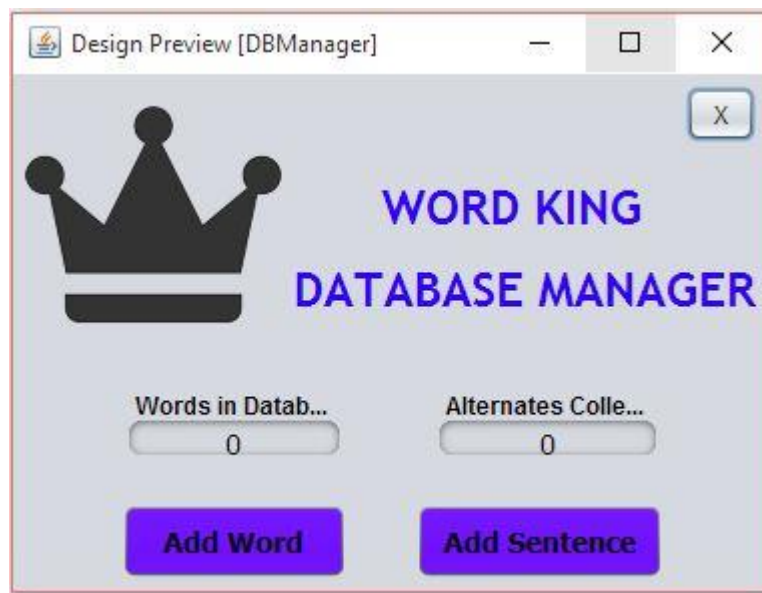 Design Preview [DBManager]
X
WORD KING
DATABASE MANAGER
Words in Datab... Alternates Colle...
0 0
Add Word Add Sentence